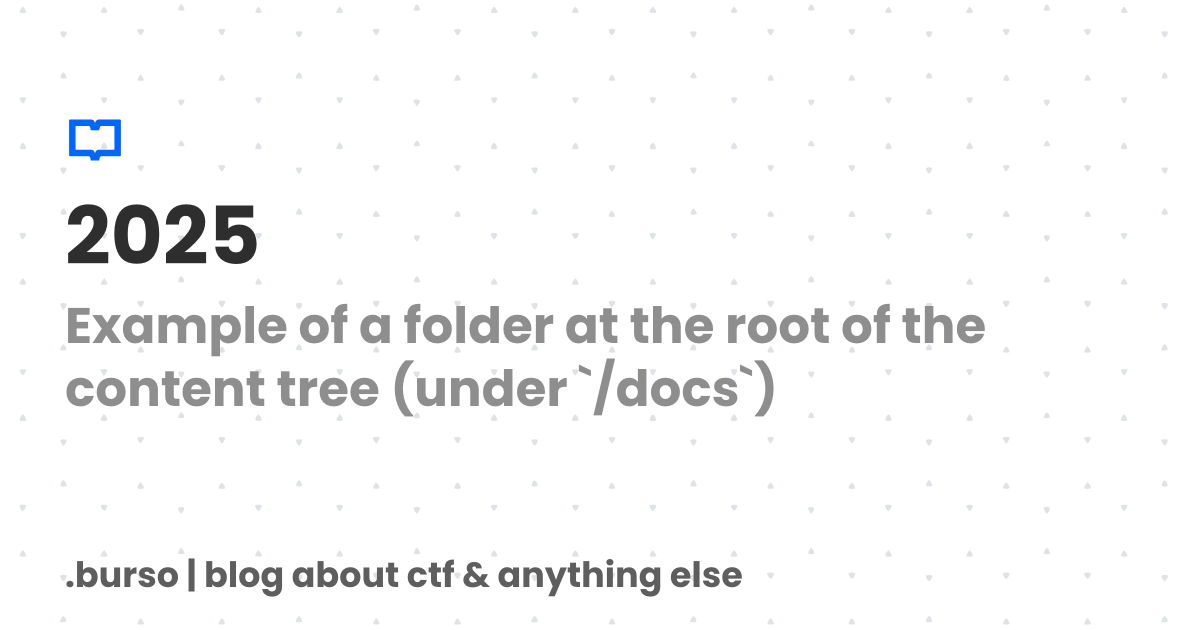 2025
Example of a folder at the root of the
content tree (under `/docs`)
.burso | blog about ctf & anything else